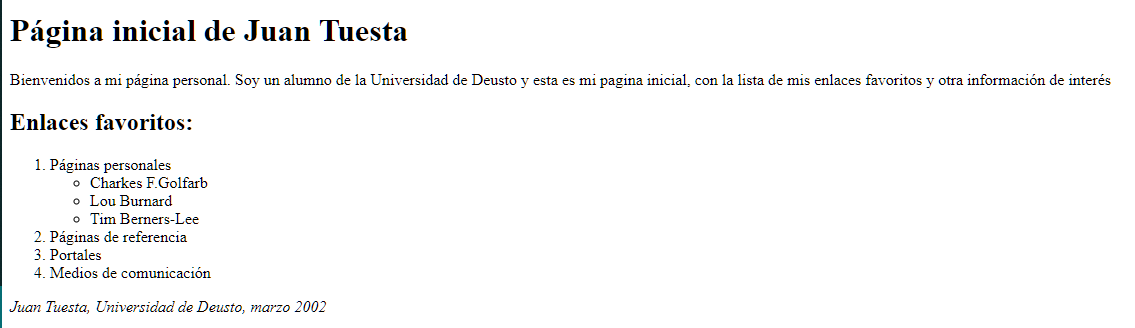 Página inicial de Juan Tuesta
Bienvenidos a mi página personal. Soy un alumno de la Universidad de Deusto y esta es mi pagina inicial, con la lista de mis enlaces favoritos y otra información de interés
Enlaces favoritos:
1. Páginas personales
Charkes F.Golfarb
Lou Burnard
Tim Berners-Lee
2. Páginas de referencia
3. Portales
4. Medios de comunicación
Juan Tuesta, Universidad de Deusto, marzo 2002